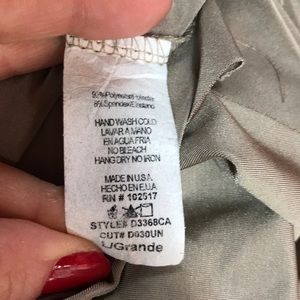 92% Polyester/Poliester
8% Spandex/Elastano
HAND WASH COLD
LAVAR A MANO
EN AGUA FRIA
NO BLEACH
HANG DRY NO IRON
MADE IN U.S.A.
HECHO EN E.U.A.
RN # 102517
STYLE# D3368CA
CUT# D030UN
L/Grande